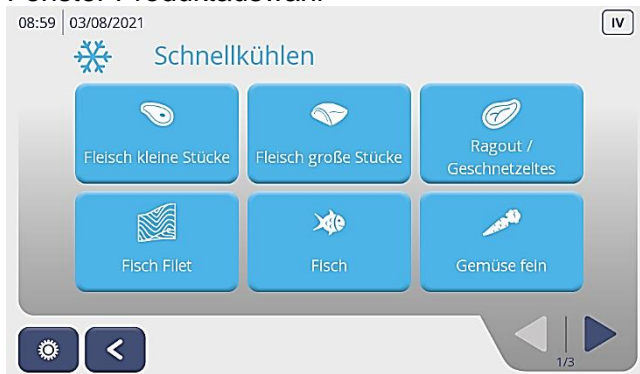 Fenster Produktauswahl
08:59 03/08/2021
IV
Schnellkühlen
Fleisch kleine Stücke
Fleisch große Stücke
Ragout /
Geschnetzeltes
Fisch Filet
Fisch
Gemüse fein
1/3